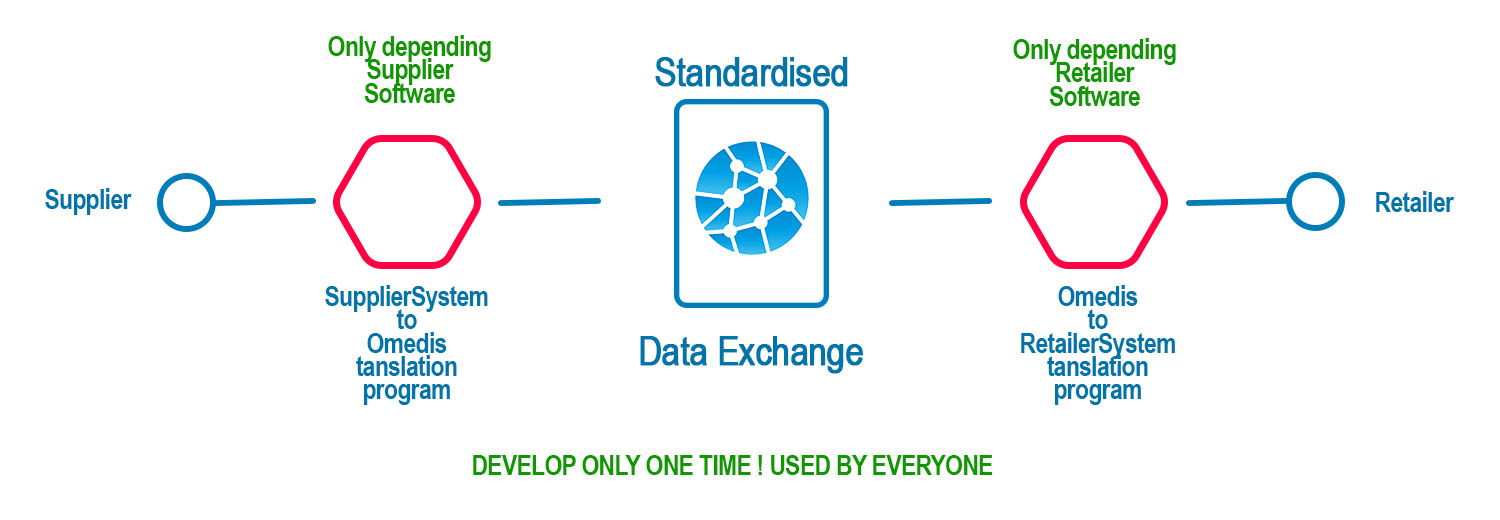 Only depending
Supplier
Software
Standardised
Only depending
Retailer
Software
Supplier
Retailer
SupplierSystem
to
Omedis
tanslation
program
Data Exchange
Omedis
to
RetailerSystem
tanslation
program
DEVELOP ONLY ONE TIME ! USED BY EVERYONE